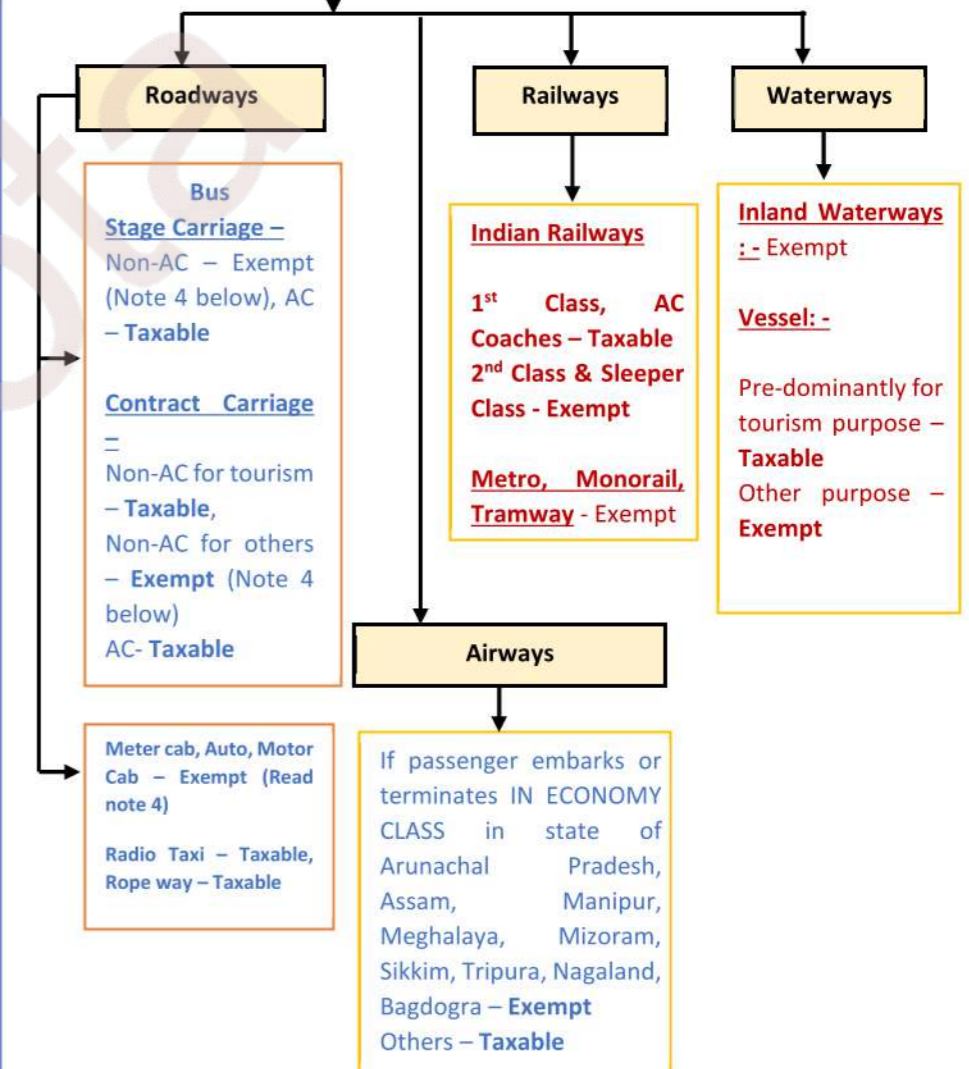 Roadways
Railways
Waterways
Bus
Stage Carriage –
Non-AC – Exempt
(Note 4 below), AC
– Taxable
Contract Carriage
–
Non-AC for tourism
– Taxable,
Non-AC for others
– Exempt (Note 4
below)
AC- Taxable
Indian Railways
1st Class, AC
Coaches – Taxable
2nd Class & Sleeper
Class - Exempt
Metro, Monorail,
Tramway - Exempt
Inland Waterways
: - Exempt
Vessel: -
Pre-dominantly for
tourism purpose –
Taxable
Other purpose –
Exempt
Airways
Meter cab, Auto, Motor
Cab – Exempt (Read
note 4)
Radio Taxi – Taxable,
Rope way – Taxable
If passenger embarks or
terminates IN ECONOMY
CLASS in state of
Arunachal Pradesh,
Assam, Manipur,
Meghalaya, Mizoram,
Sikkim, Tripura, Nagaland,
Bagdogra – Exempt
Others – Taxable